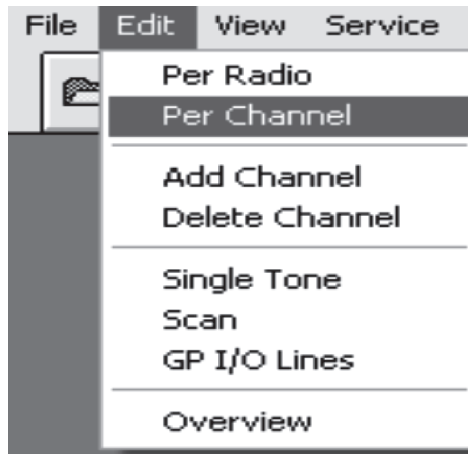 File Edit View Service
Per Radio
Per Channel
Add Channel
Delete Channel
Single Tone
Scan
GP I/O Lines
Overview